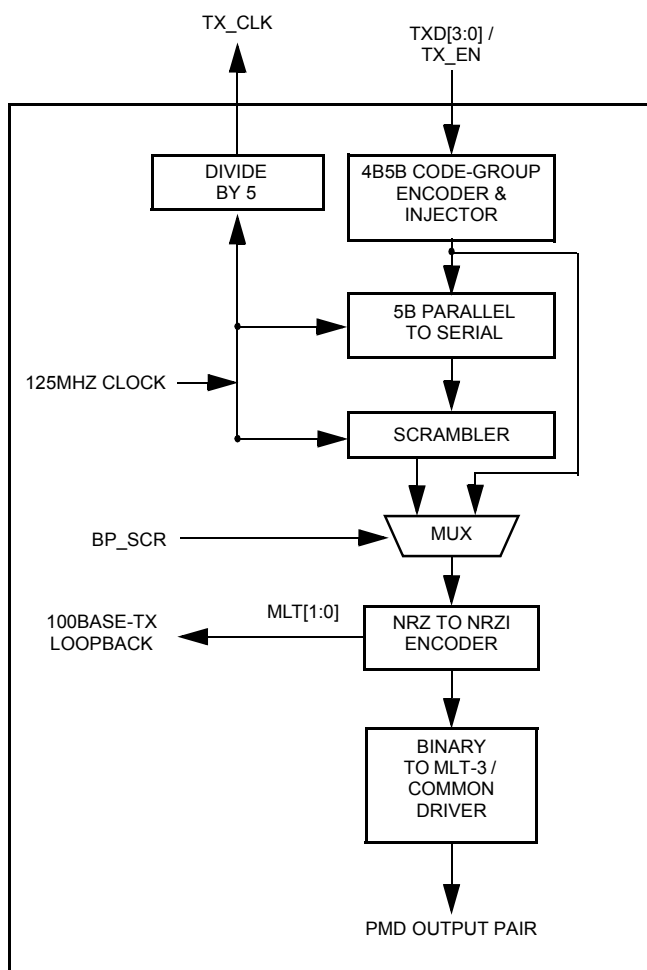 TX_CLK
TXD[3:0] /
TX_EN
DIVIDE
BY 5
4B5B CODE-GROUP
ENCODER &
INJECTOR
5B PARALLEL
TO SERIAL
125MHZ CLOCK
SCRAMBLER
BP_SCR
MUX
100BASE-TX
LOOPBACK
MLT[1:0]
NRZ TO NRZI
ENCODER
BINARY
TO MLT-3 /
COMMON
DRIVER
PMD OUTPUT PAIR